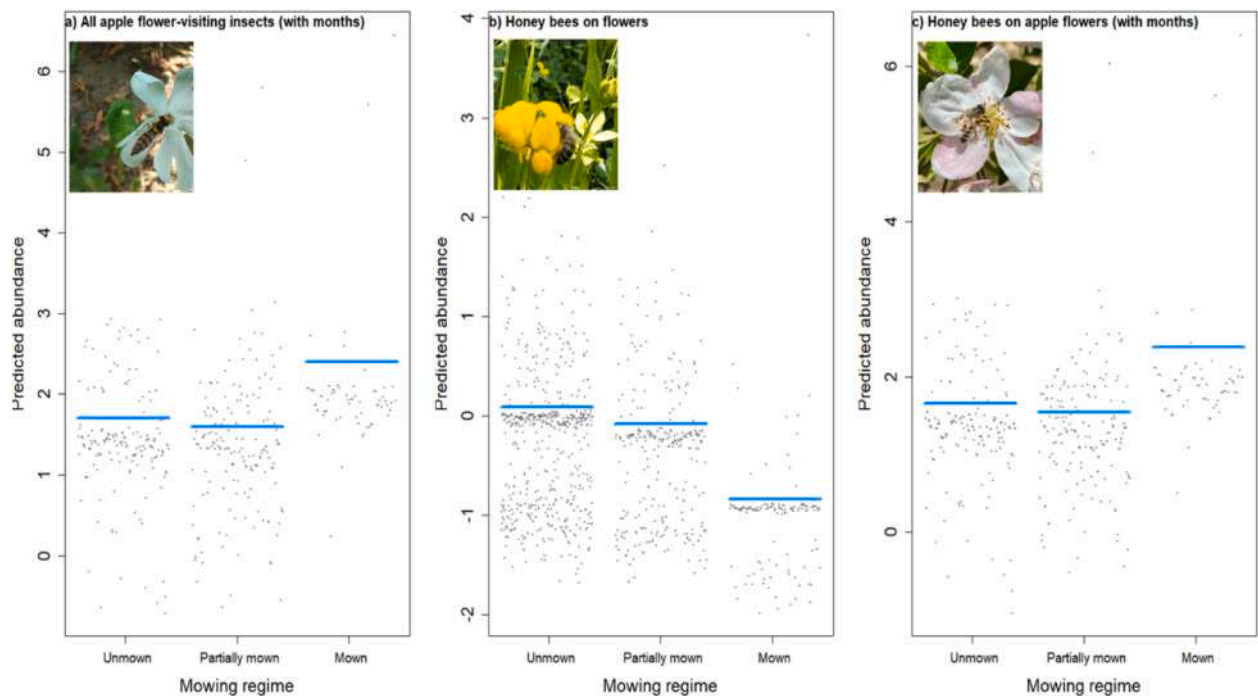 a) All apple flower-visiting insects (with months)
Predicted abundance
6
5
4
3
2
1
0
Unmown
Partially mown
Mown
Mowing regime
b) Honey bees on flowers
Predicted abundance
4
3
2
1
0
-1
-2
Unmown
Partially mown
Mown
Mowing regime
c) Honey bees on apple flowers (with months)
Predicted abundance
6
4
2
0
Unmown
Partially mown
Mown
Mowing regime